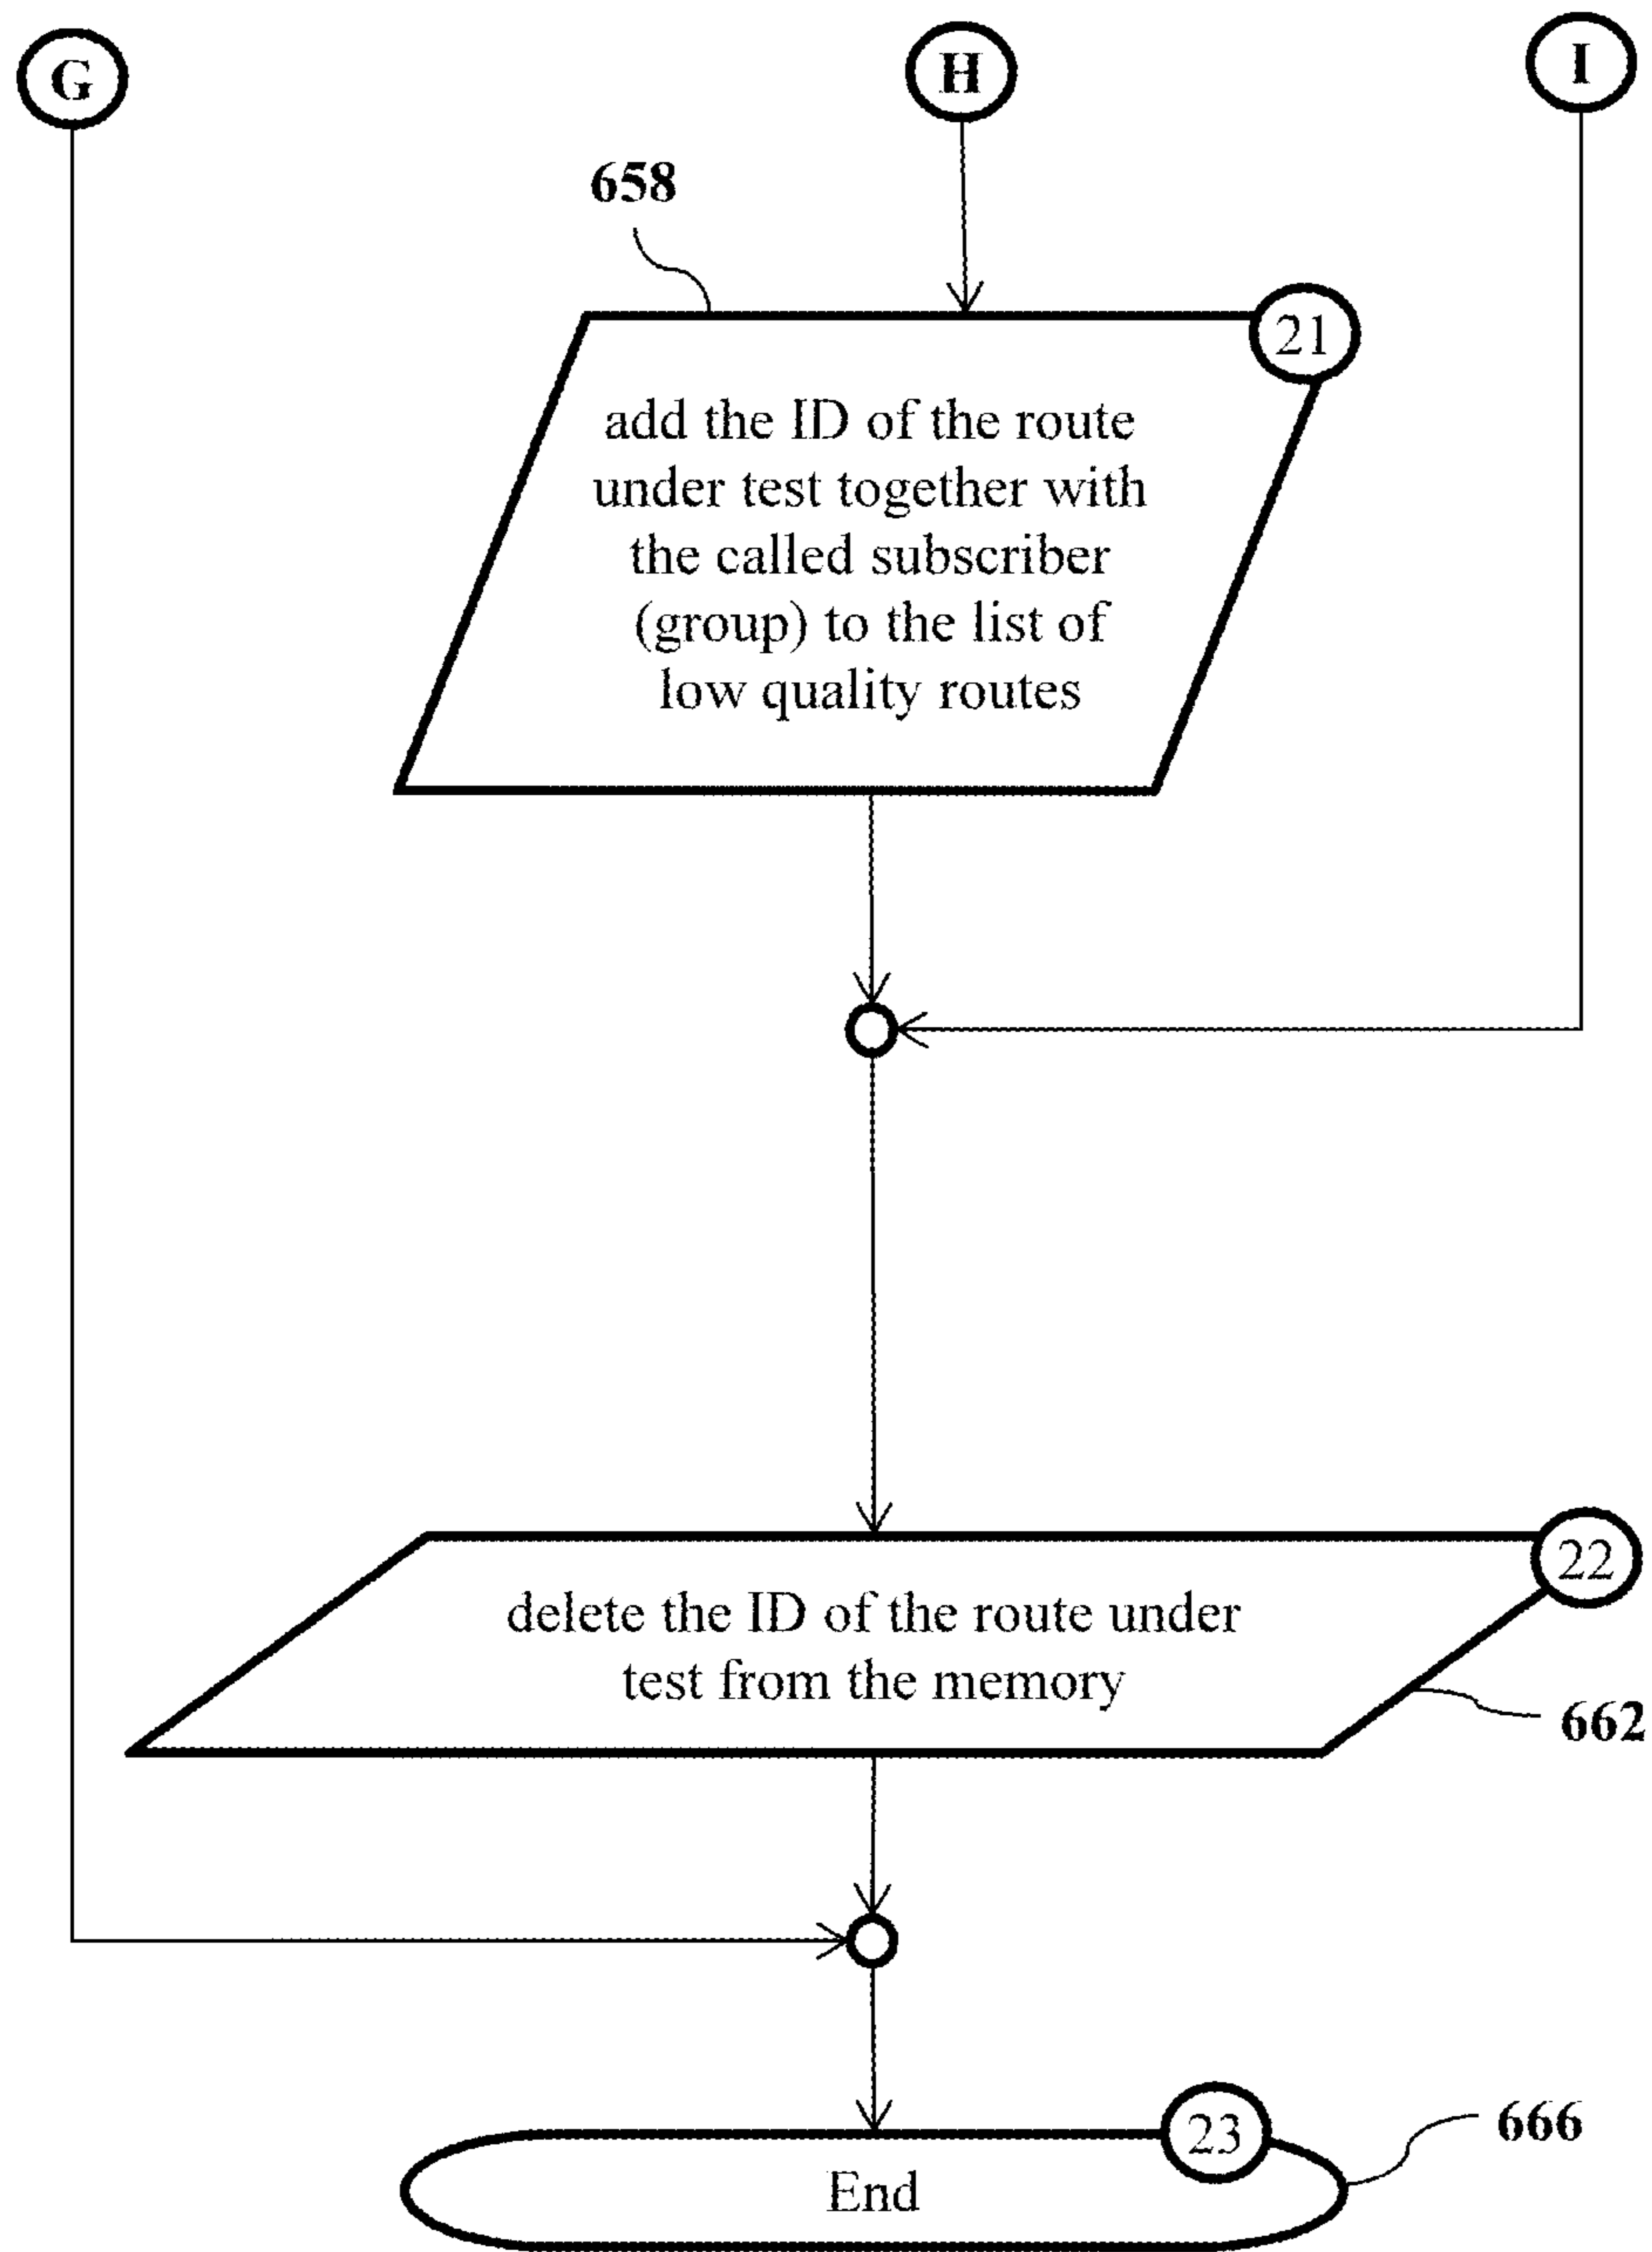 G
H
I
658
21
add the ID of the route
under test together with
the called subscriber
(group) to the list of
low quality routes
22
delete the ID of the route under
test from the memory
662
23
666
End